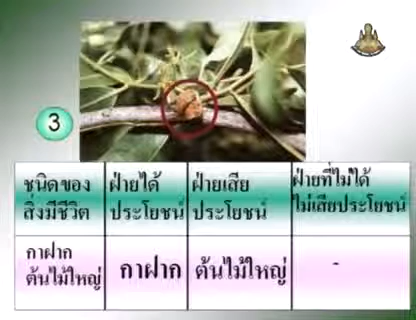 3
ชนิดของ
สิ่งมีชีวิต
ฝ่ายได้
ประโยชน์
ฝ่ายเสีย
ประโยชน์
ฝ่ายที่ไม่ได้
ไม่เสียประโยชน์
กาฝาก
ต้นไม้ใหญ่
กาฝาก
ต้นไม้ใหญ่
-